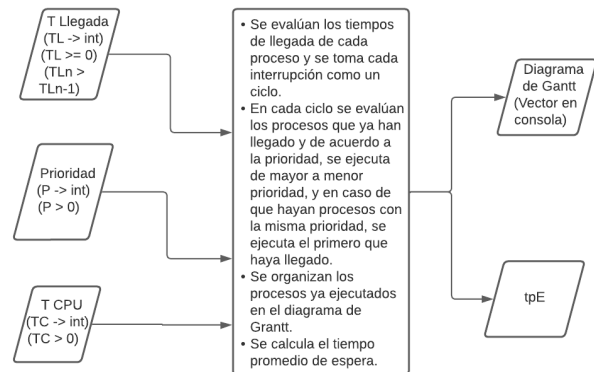 T Llegada
(TL -> int)
(TL >= 0)
(TLn >
TLn-1)
Prioridad
(P -> int)
(P > 0)
T CPU
(TC -> int)
(TC > 0)
• Se evalúan los tiempos
de llegada de cada
proceso y se toma cada
interrupción como un
ciclo.
• En cada ciclo se evalúan
los procesos que ya han
llegado y de acuerdo a
la prioridad, se ejecuta
de mayor a menor
prioridad, y en caso de
que hayan procesos con
la misma prioridad, se
ejecuta el primero que
haya llegado.
• Se organizan los
procesos ya ejecutados
en el diagrama de
Grantt.
• Se calcula el tiempo
promedio de espera.
Diagrama
de Gantt
(Vector en
consola)
tpE